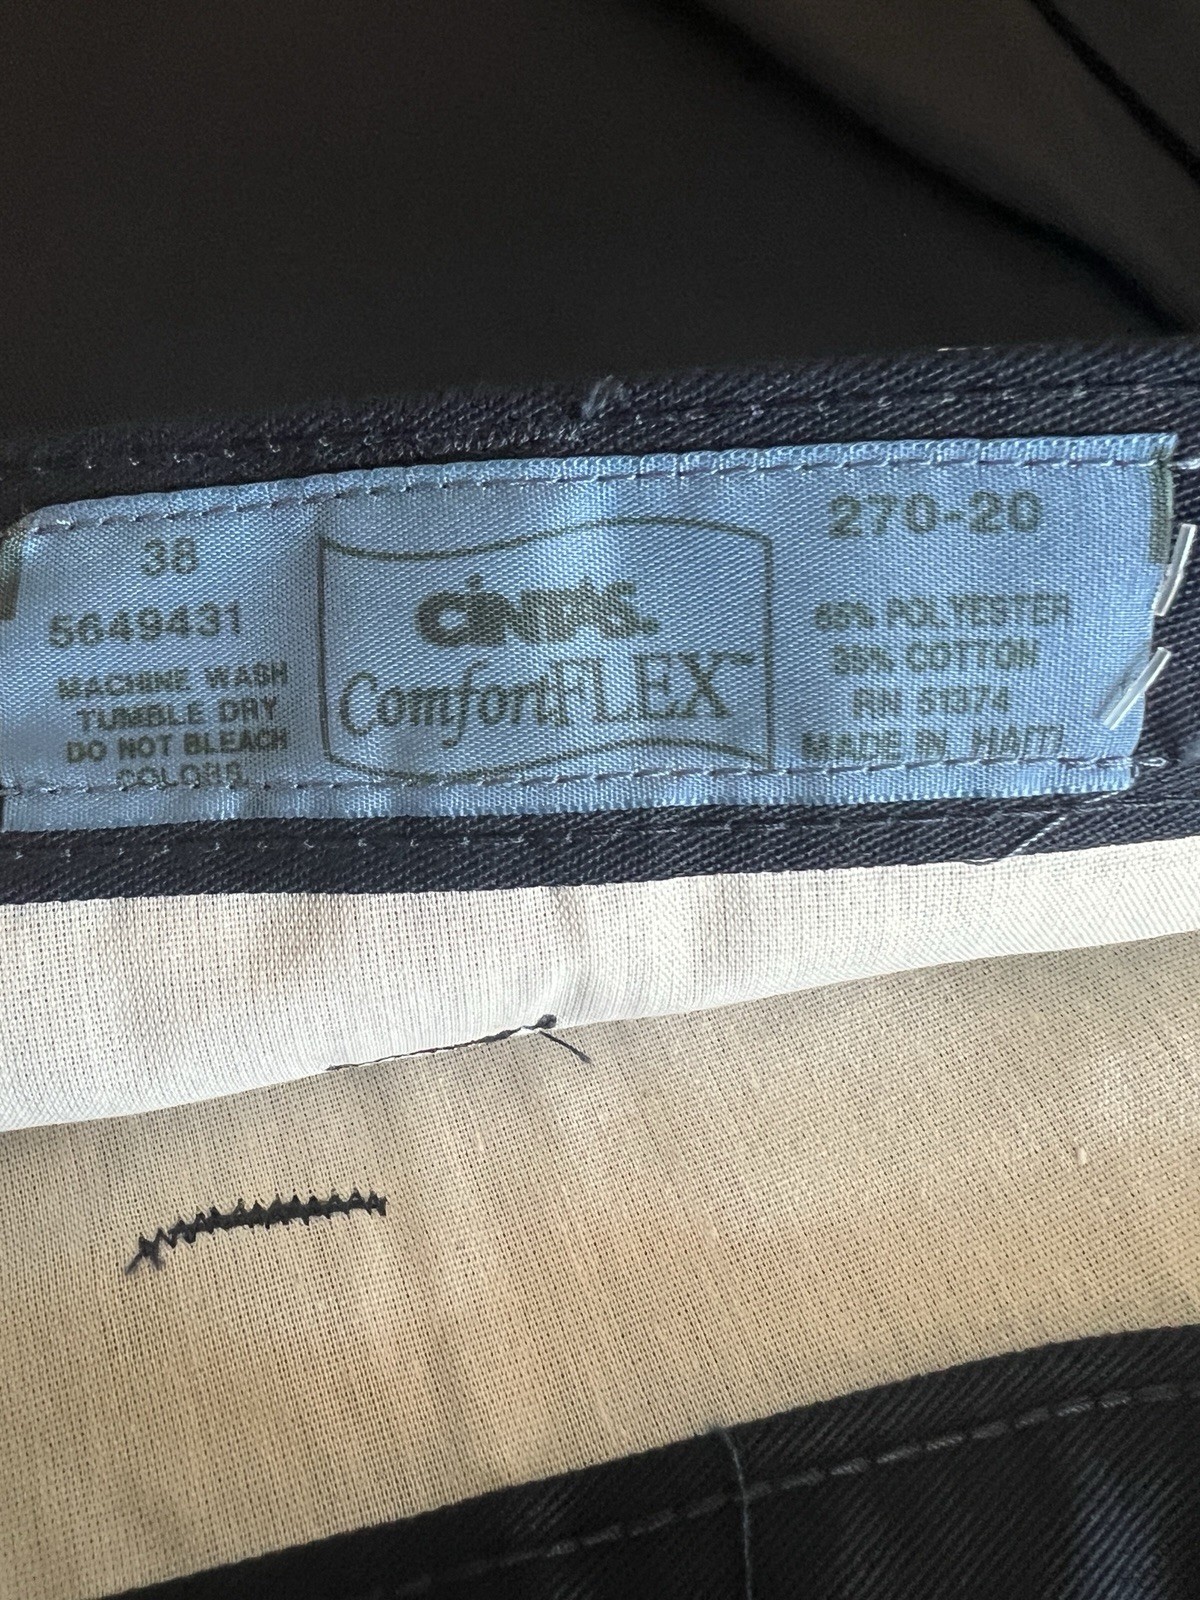 38
5649431
MACHINE WASH
TUMBLE DRY
DO NOT BLEACH
COLORS
CINTAS.
ComfortFLEX™
270-20
65% POLYESTER
35% COTTON
RN 51374
MADE IN HAITI